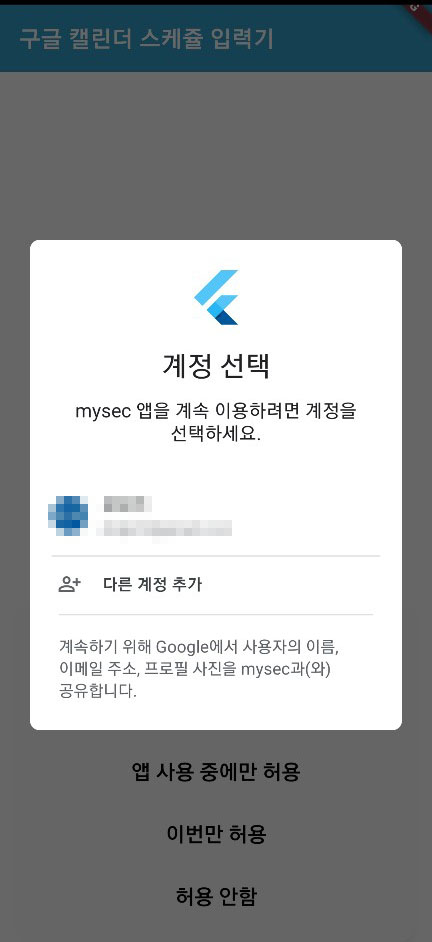 구글 캘린더 스케쥴 입력기
계정 선택
mysec 앱을 계속 이용하려면 계정을
선택하세요.
다른 계정 추가
계속하기 위해 Google에서 사용자의 이름,
이메일 주소, 프로필 사진을 mysec과(와)
공유합니다.
앱 사용 중에만 허용
이번만 허용
허용 안함